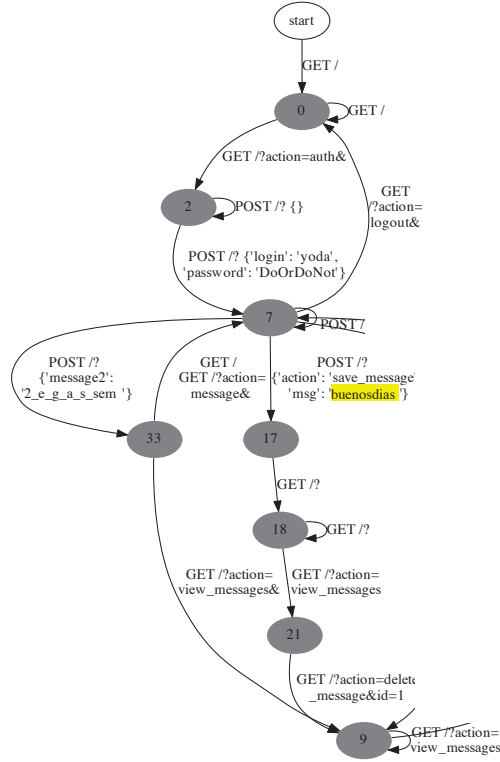 start
GET /
0
GET /
GET /?action=auth&
GET
/?action=
logout&
2
POST /? {}
POST /? {'login': 'yoda',
'password': 'DoOrDoNot'}
7
POST /
POST /?
{'message2':
'2_e_g_a_s_sem '}
GET /
GET /?action=
message&
POST /?
{'action': 'save_message'
'msg': 'buenosdias '}
33
17
GET /?
18
GET /?
GET /?action=
view_messages&
GET /?action=
view_messages
21
GET /?action=delete
_message&id=1
9
GET /?action=
view_messages